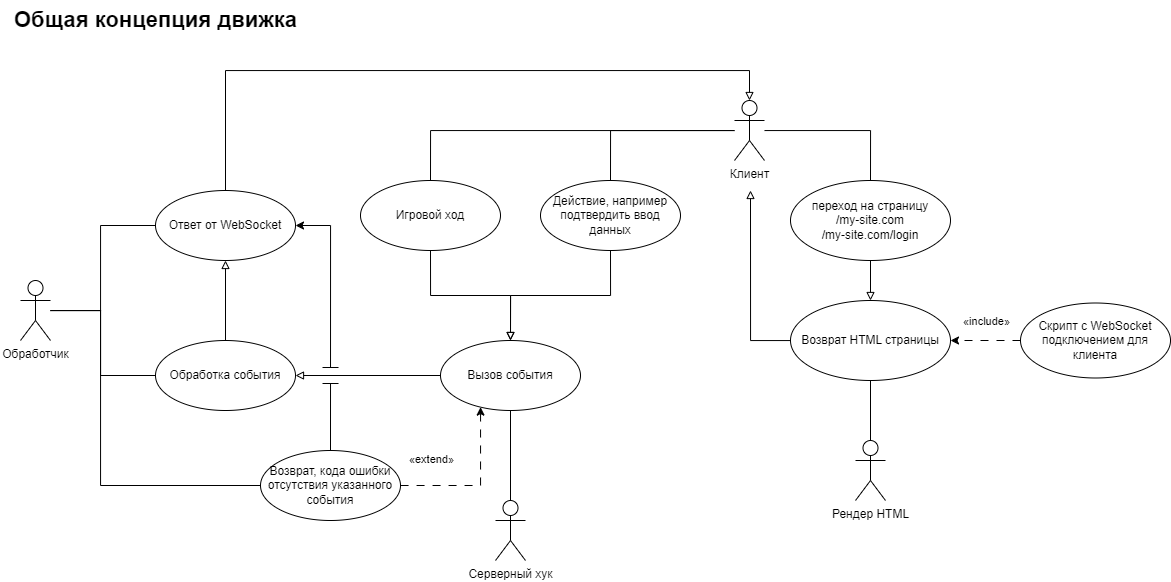 Общая концепция движка
Клиент
Ответ от WebSocket
Игровой ход
Действие, например
подтвердить ввод
данных
переход на страницу
/my-site.com
/my-site.com/login
Обработчик
Обработка события
Вызов события
Возврат HTML страницы
«include»
Скрипт с WebSocket
подключением для
клиента
Возврат, кода ошибки
отсутствия указанного
события
«extend»
Рендер HTML
Серверный хук